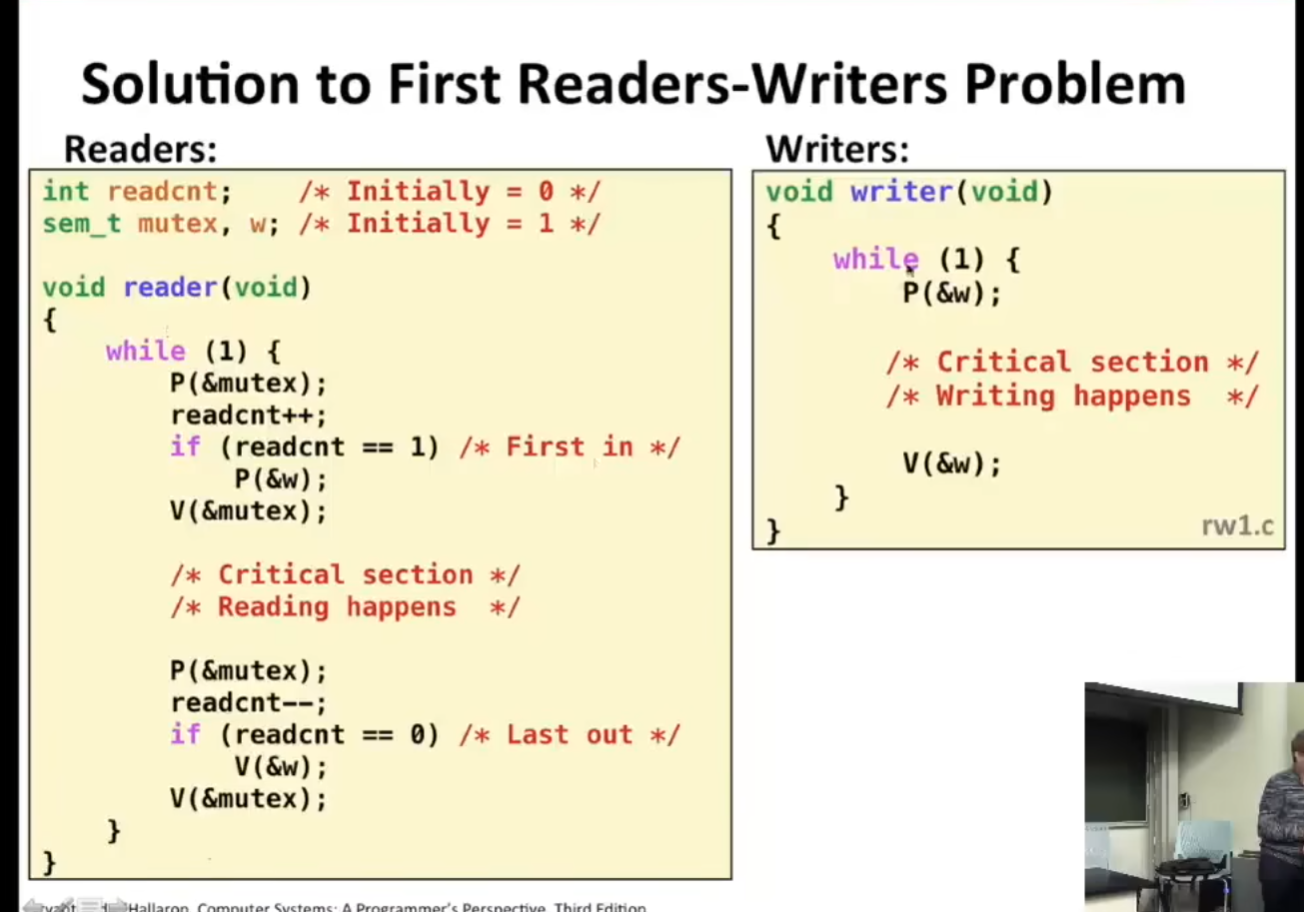 Solution to First Readers-Writers Problem
Readers:
int readcnt;    /* Initially = 0 */
sem_t mutex, w; /* Initially = 1 */
void reader(void)
{
    while (1) {
        P(&mutex);
        readcnt++;
        if (readcnt == 1) /* First in */
            P(&w);
        V(&mutex);
        /* Critical section */
        /* Reading happens  */
        P(&mutex);
        readcnt--;
        if (readcnt == 0) /* Last out */
            V(&w);
        V(&mutex);
    }
}
Writers:
void writer(void)
{
    while (1) {
        P(&w);
        /* Critical section */
        /* Writing happens  */
        V(&w);
    }
}
rw1.c
Hallaron, Computer Systems: A Programmer's Perspective, Third Edition